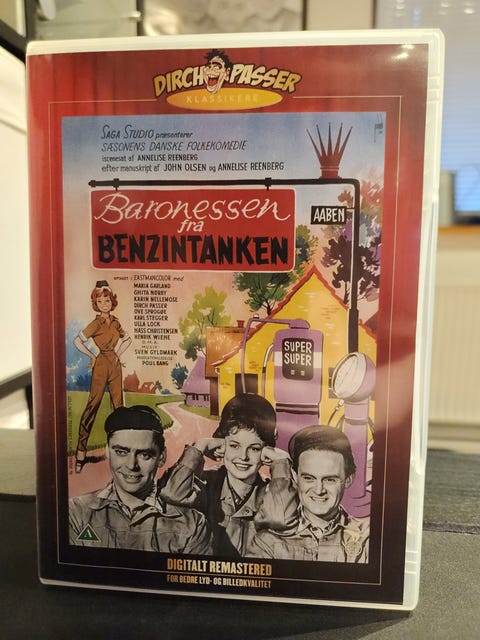 DIRCH PASSER
KLASSIKERE
SAGA STUDIO præsenterer
SÆSONENS DANSKE FOLKEKOMEDIE
iscenesat af ANNELISE REENBERG
efter manuskript af JOHN OLSEN og ANNELISE REENBERG
Baronessen
fra
BENZINTANKEN
AABEN
OPTAGET I EASTMANCOLOR med
MARIA GARLAND
GHITA NØRBY
KARIN NELLEMOSE
DIRCH PASSER
OVE SPROGØE
KARL STEGGER
ULLA LOCK
HASS CHRISTENSEN
HENRIK WIEHE
O.M.A.
MUSIK
SVEN GYLDMARK
PRODUKTIONSLEDELSE
POUL BANG
SUPER
SUPER
A
DIGITALT REMASTERED
FOR BEDRE LYD- OG BILLEDKVALITET